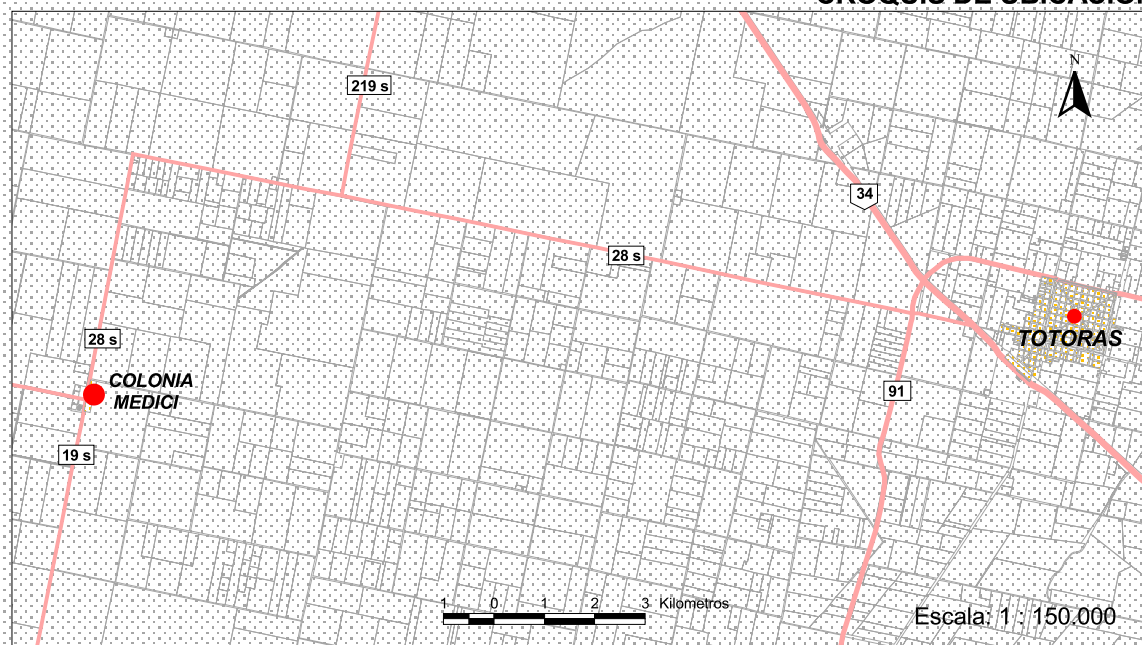 219 s
N
34
28 s
TOTORAS
28 s
COLONIA
MEDICI
91
19 s
1 0 1 2 3 Kilometros
Escala: 1 : 150.000